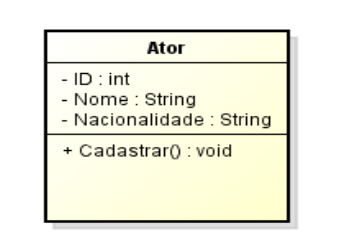 Ator
- ID : int
- Nome : String
- Nacionalidade : String
+ Cadastrar() : void